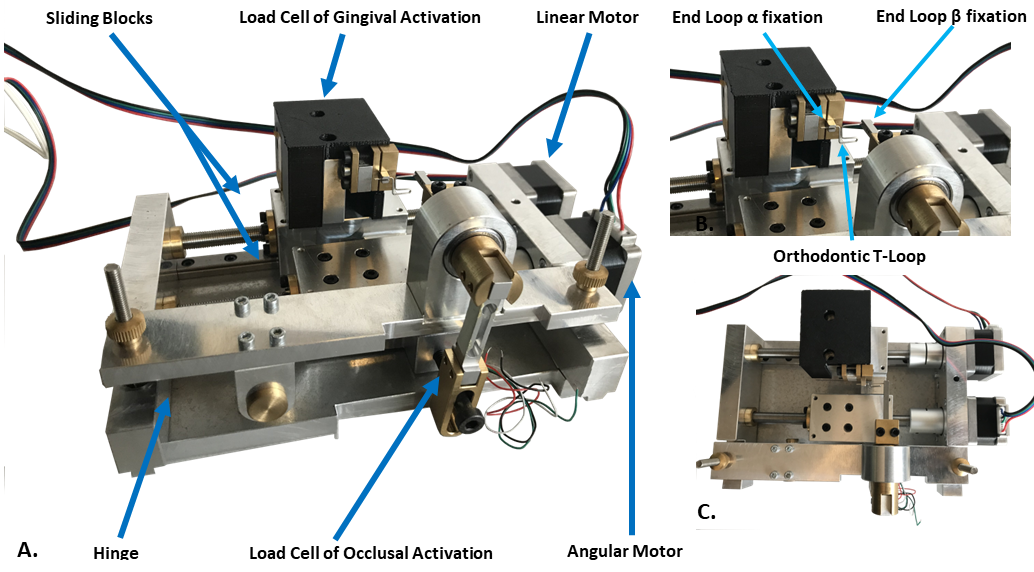 Sliding Blocks
Load Cell of Gingival Activation
Linear Motor
End Loop α fixation
End Loop β fixation
B.
Orthodontic T-Loop
C.
A.
Hinge
Load Cell of Occlusal Activation
Angular Motor